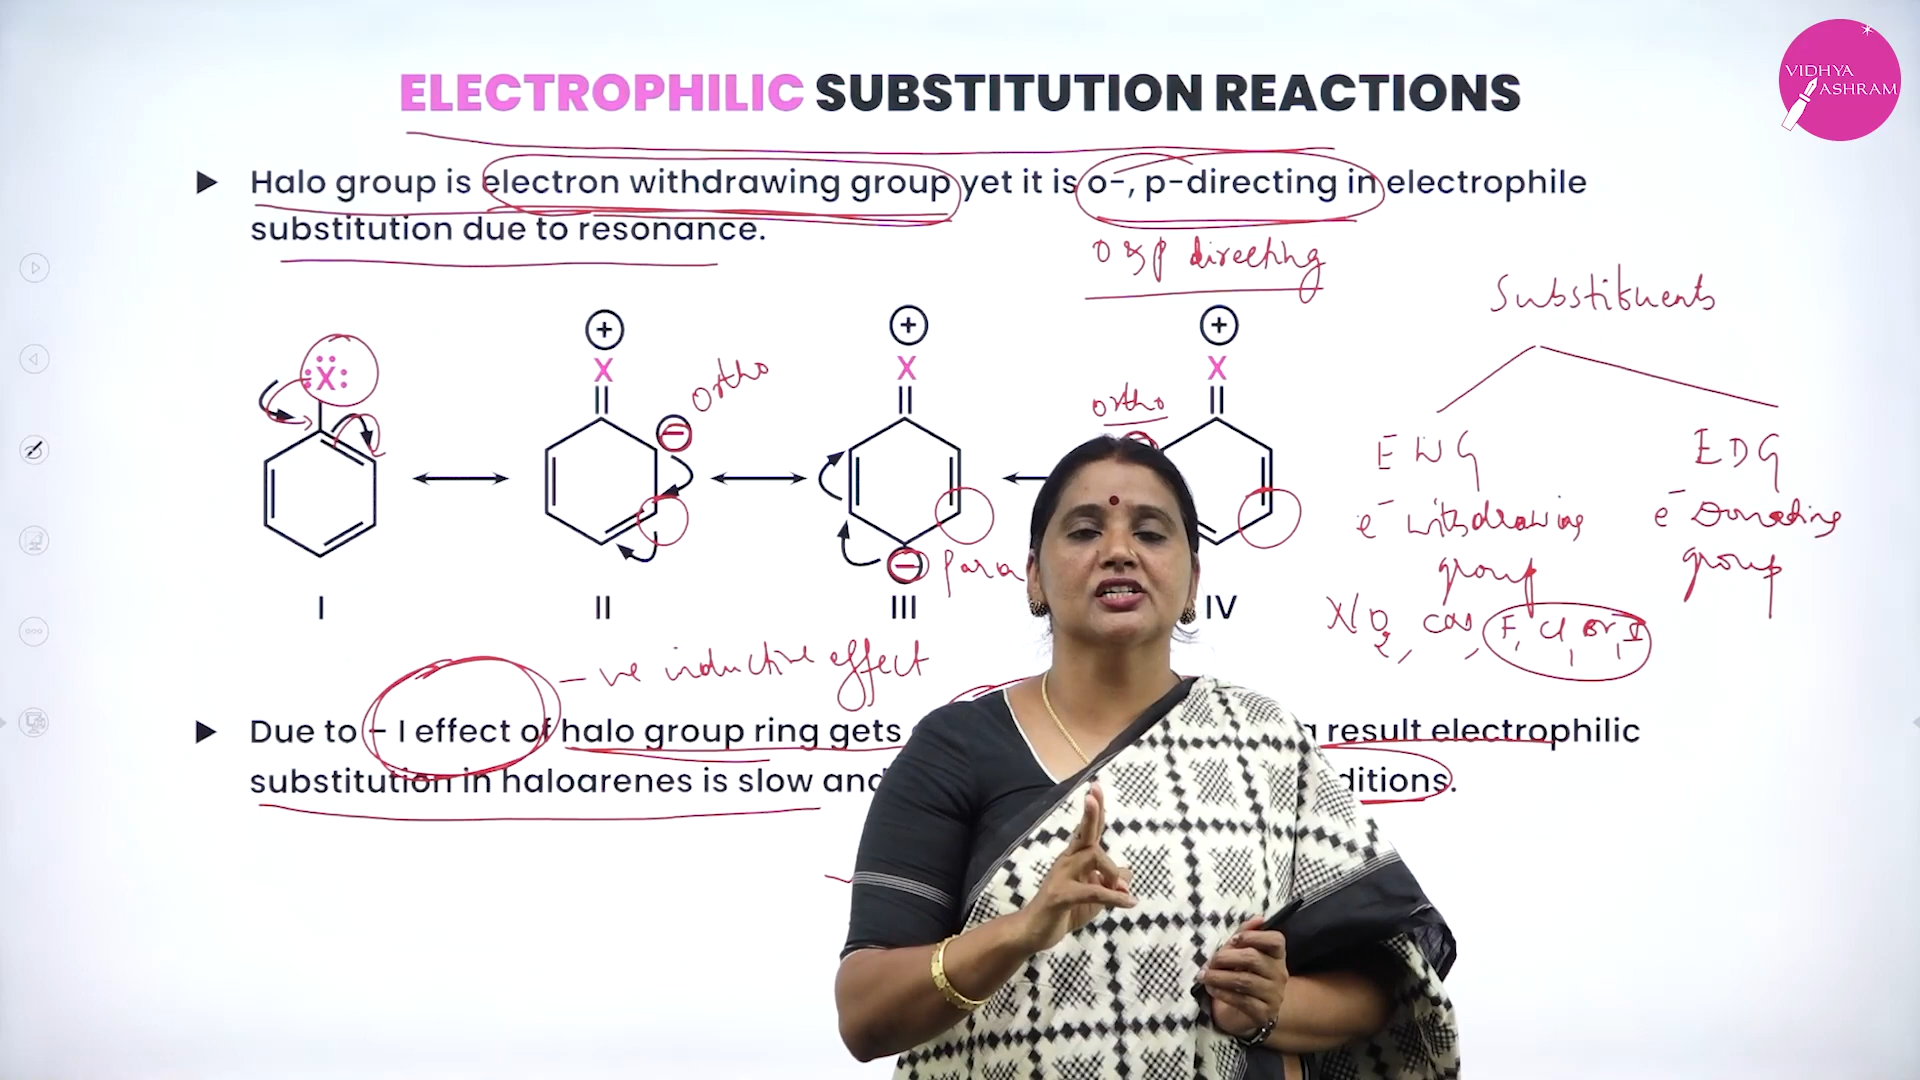 VIDHYA
ASHRAM
ELECTROPHILIC SUBSTITUTION REACTIONS
Halo group is electron withdrawing group yet it is o-, p-directing in electrophile
substitution due to resonance.
o & p directing
Substituents
EWG
EDG
e⁻ withdrawing
group
e⁻ Donating
group
NO₂,
F, Cl, Br, I
:Ẍ:
⊕
X
⊖
ortho
⊕
X
⊖
para
⊕
X
ortho
I
II
III
IV
-ve inductive effect
Due to - I effect of halo group ring gets
result electrophilic
substitution in haloarenes is slow and
ditions.